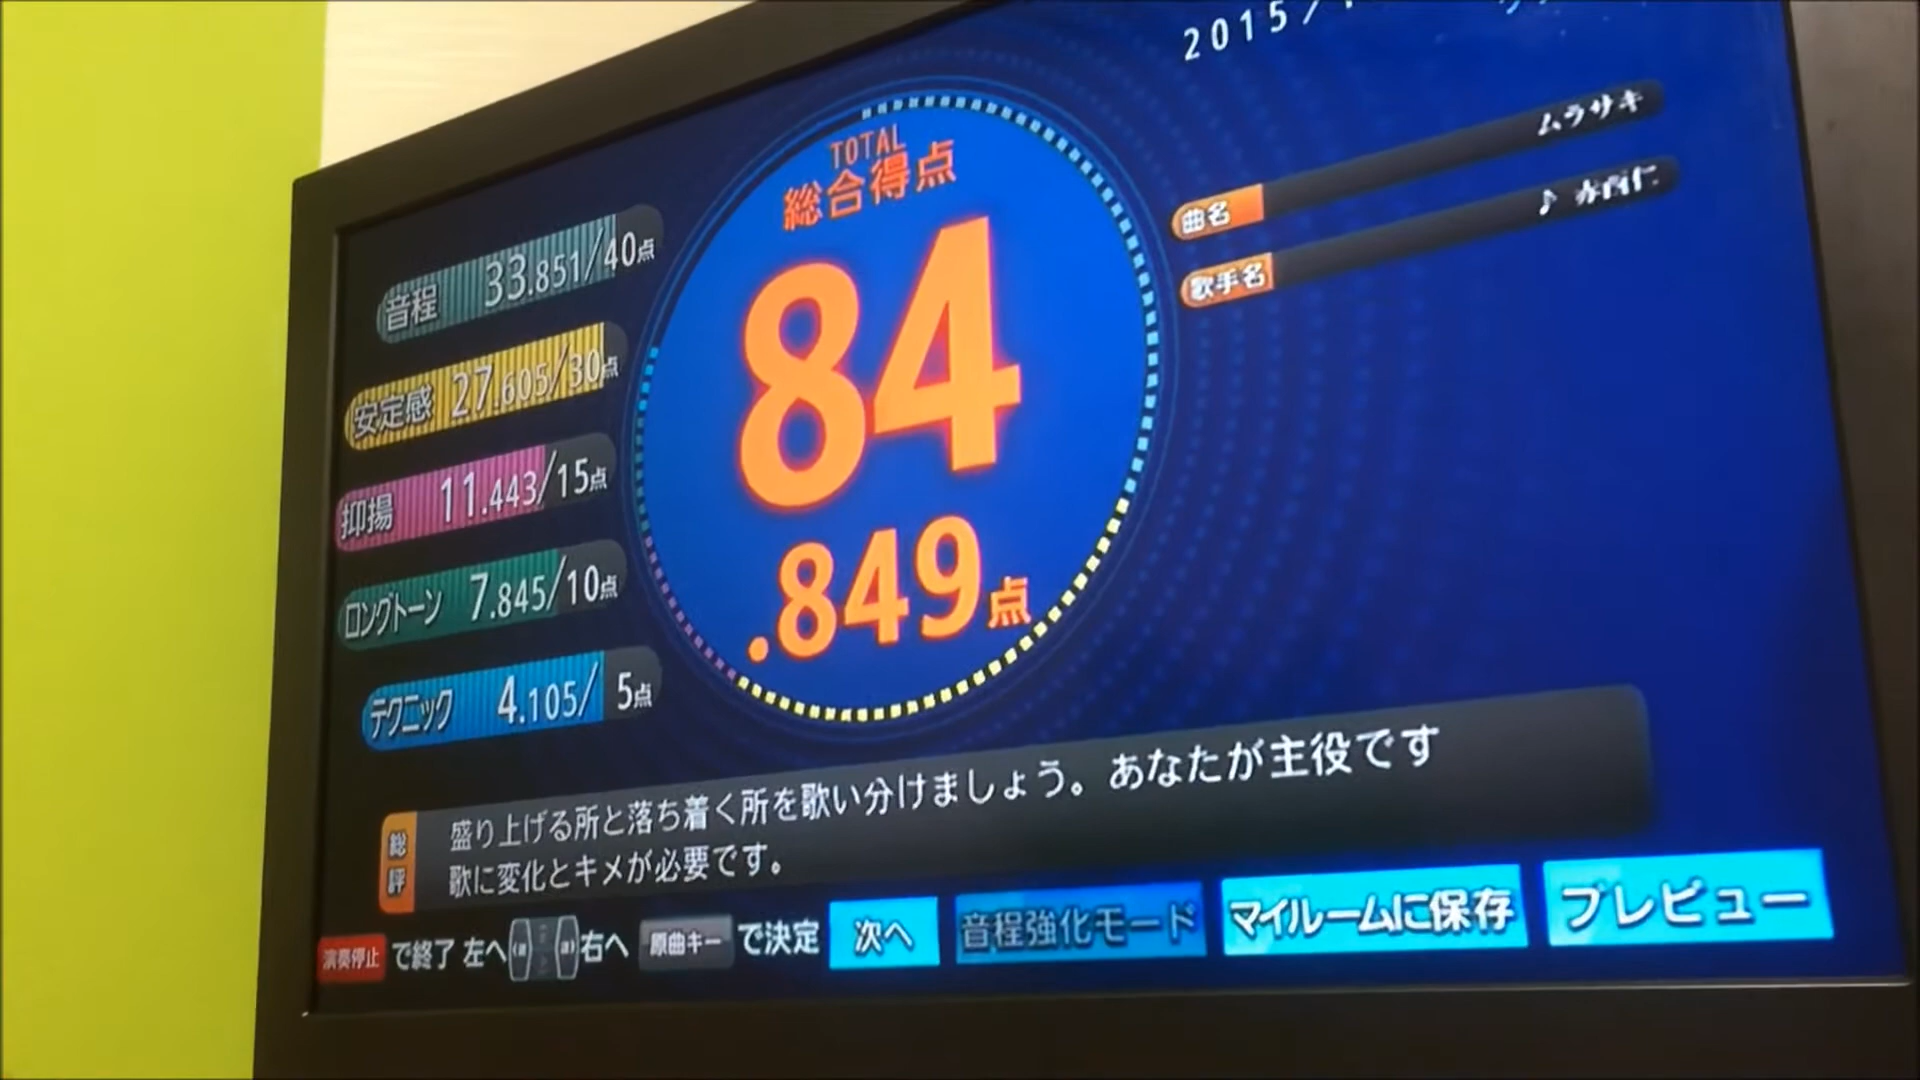 2015/
TOTAL
総合得点
84
.849点
音程 33.851/40点
安定感 27.605/30点
抑揚 11.443/15点
ロングトーン 7.845/10点
テクニック 4.105/ 5点
曲名 ムラサキ
歌手名 ♪ 赤西仁
総評
盛り上げる所と落ち着く所を歌い分けましょう。あなたが主役です
歌に変化とキメが必要です。
演奏停止 で終了 左へ 右へ 原曲キー で決定 次へ 音程強化モード マイルームに保存 プレビュー